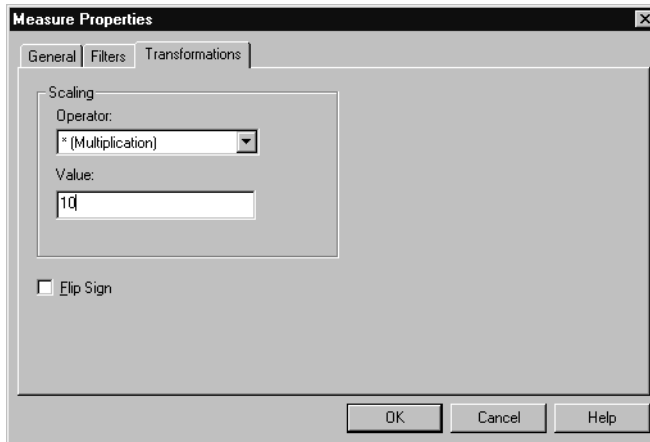 Measure Properties
General Filters Transformations
Scaling
Operator:
* (Multiplication)
Value:
10
Flip Sign
OK Cancel Help